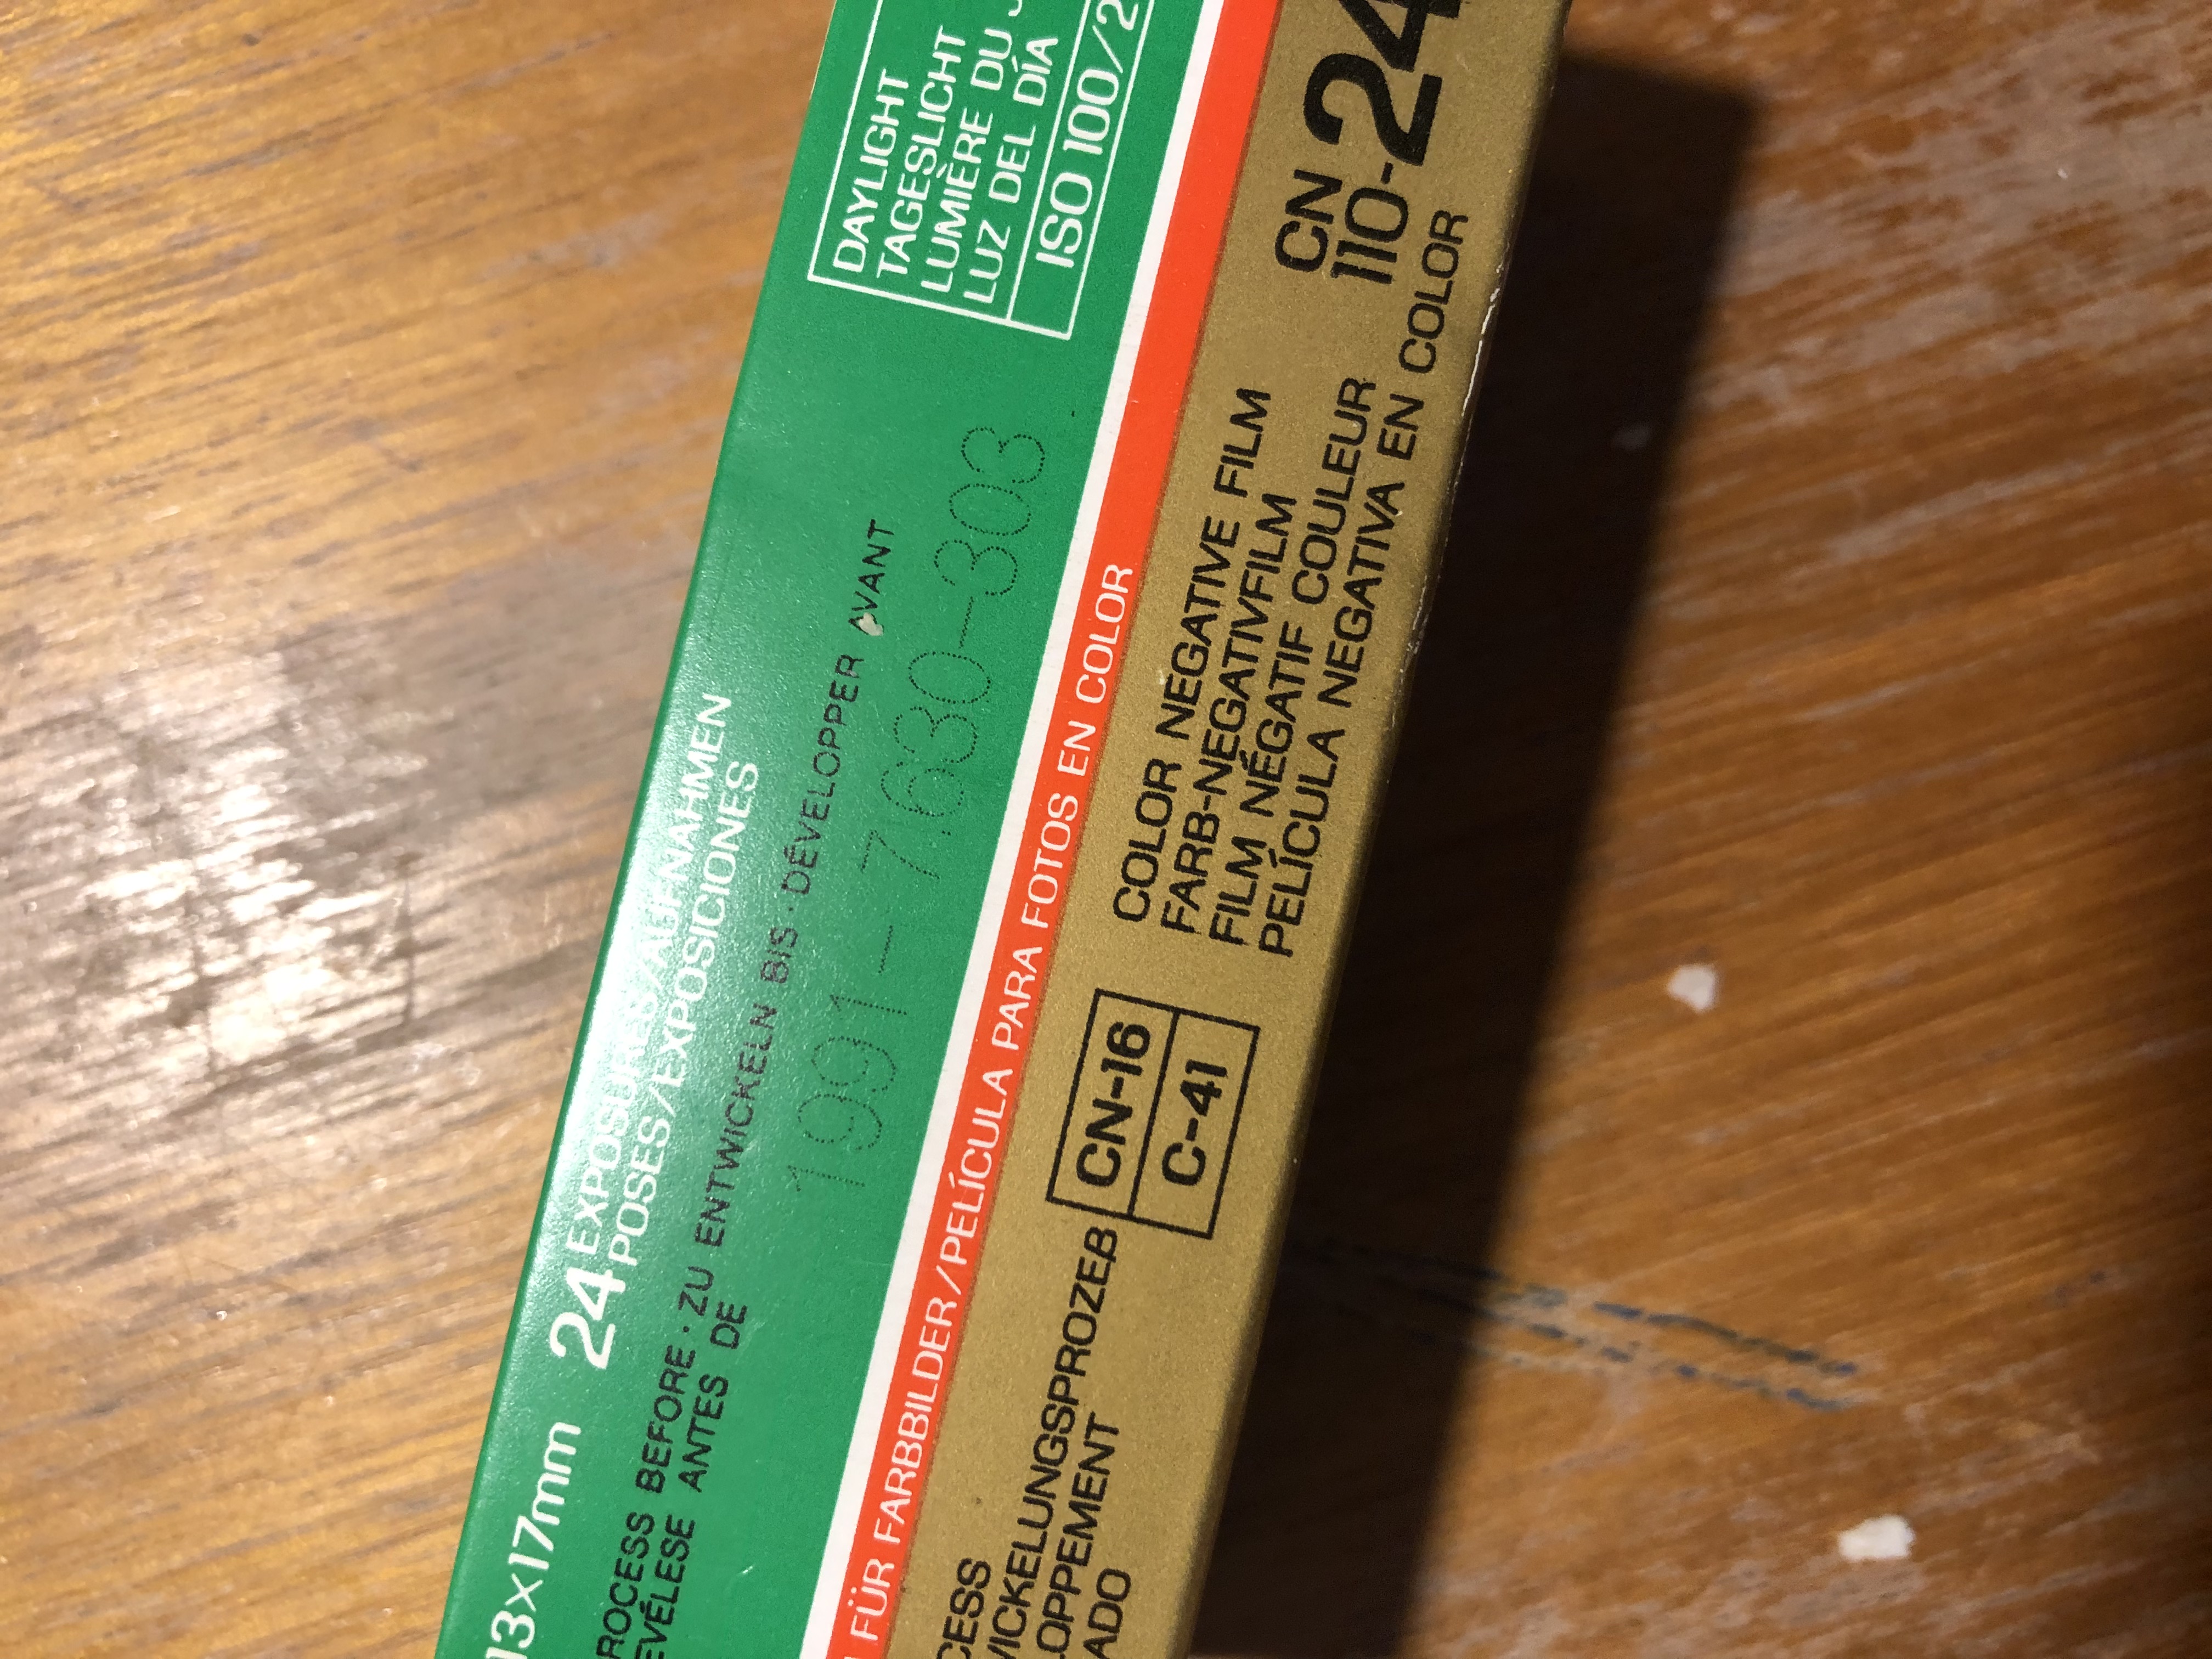 13×17mm 24 EXPOSURES/AUFNAHMEN
POSES/EXPOSICIONES
ROCESS BEFORE · ZU ENTWICKELN BIS · DÉVELOPPER AVANT
EVÉLESE ANTES DE
1991- 7.630-303
DAYLIGHT
TAGESLICHT
LUMIÈRE DU J
LUZ DEL DÍA
ISO 100/2
FÜR FARBBILDER/PELÍCULA PARA FOTOS EN COLOR
CESS
WICKELUNGSPROZEß
LOPPEMENT
ADO
CN-16
C-41
COLOR NEGATIVE FILM
FARB-NEGATIVFILM
FILM NÉGATIF COULEUR
PELÍCULA NEGATIVA EN COLOR
CN
110-24